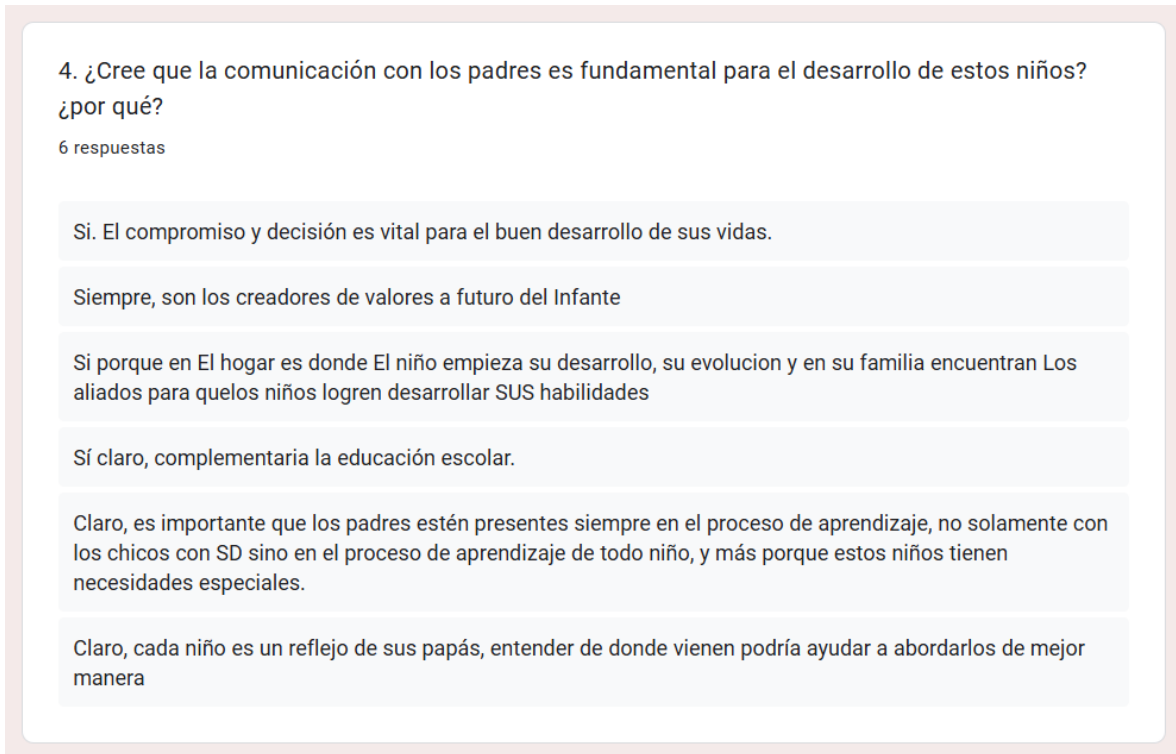 4. ¿Cree que la comunicación con los padres es fundamental para el desarrollo de estos niños?
¿por qué?
6 respuestas
Si. El compromiso y decisión es vital para el buen desarrollo de sus vidas.
Siempre, son los creadores de valores a futuro del Infante
Si porque en El hogar es donde El niño empieza su desarrollo, su evolucion y en su familia encuentran Los
aliados para quelos niños logren desarrollar SUS habilidades
Sí claro, complementaria la educación escolar.
Claro, es importante que los padres estén presentes siempre en el proceso de aprendizaje, no solamente con
los chicos con SD sino en el proceso de aprendizaje de todo niño, y más porque estos niños tienen
necesidades especiales.
Claro, cada niño es un reflejo de sus papás, entender de donde vienen podría ayudar a abordarlos de mejor
manera